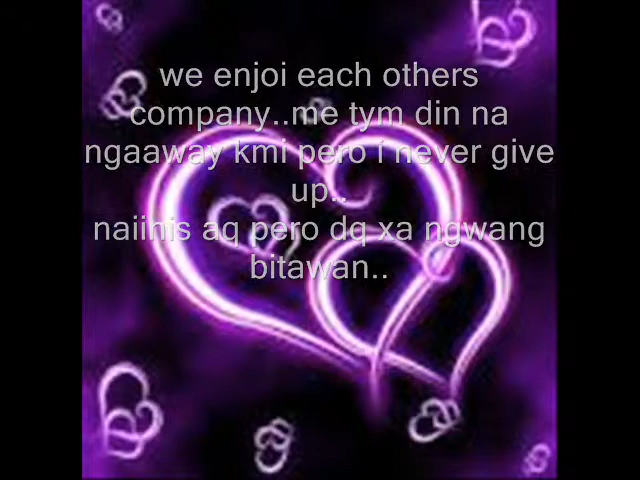 we enjoi each others
company..me tym din na
ngaaway kmi pero i never give
up..
naiinis aq pero dq xa ngwang
bitawan..